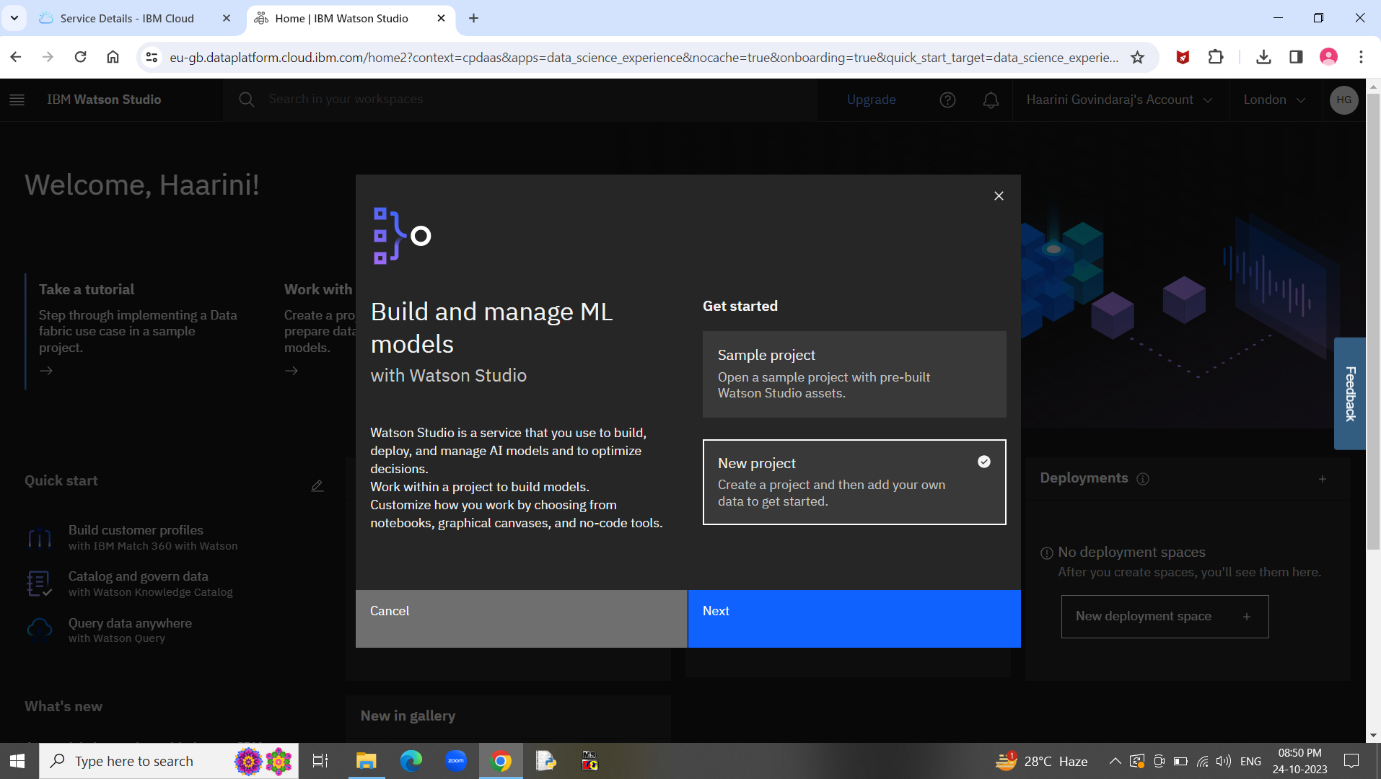 Service Details - IBM Cloud
Home | IBM Watson Studio
eu-gb.dataplatform.cloud.ibm.com/home2?context=cpdaas&apps=data_science_experience&nocache=true&onboarding=true&quick_start_target=data_science_experie...
IBM Watson Studio
Search in your workspaces
Upgrade
Haarini Govindaraj's Account
London
HG
Welcome, Haarini!
Take a tutorial
Step through implementing a Data
fabric use case in a sample
project.
Work with
Create a pro
prepare data
models.
Build and manage ML
models
with Watson Studio
Watson Studio is a service that you use to build,
deploy, and manage AI models and to optimize
decisions.
Work within a project to build models.
Customize how you work by choosing from
notebooks, graphical canvases, and no-code tools.
Get started
Sample project
Open a sample project with pre-built
Watson Studio assets.
New project
Create a project and then add your own
data to get started.
Cancel
Next
Feedback
Quick start
Build customer profiles
with IBM Match 360 with Watson
Catalog and govern data
with Watson Knowledge Catalog
Query data anywhere
with Watson Query
Deployments
No deployment spaces
After you create spaces, you'll see them here.
New deployment space +
What's new
New in gallery
Type here to search
zoom
1
28°C Haze
ENG
08:50 PM
24-10-2023